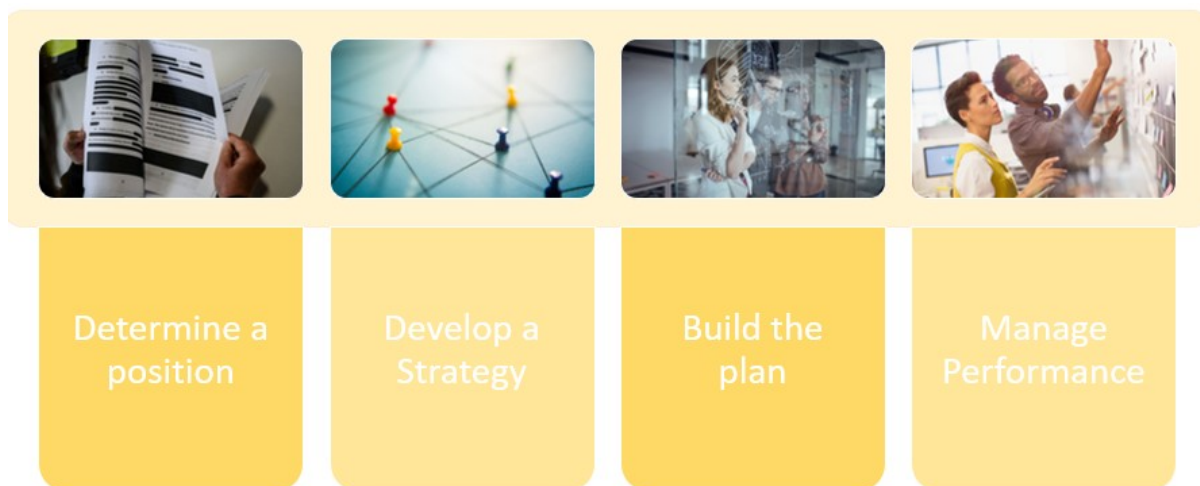 Determine a
position
Develop a
Strategy
Build the
plan
Manage
Performance